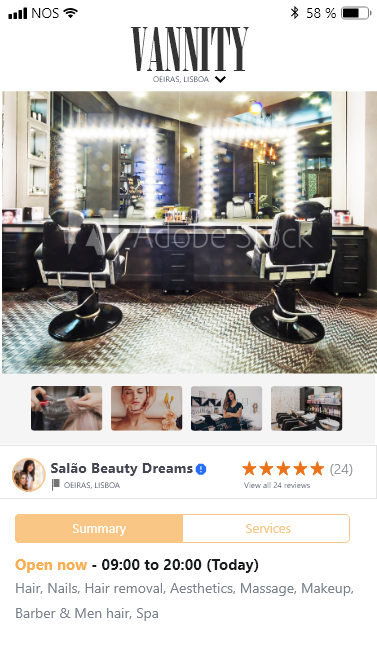 NOS 58 %
VANNITY
OEIRAS, LISBOA
Adobe Stock
Salão Beauty Dreams
(24)
OEIRAS, LISBOA
View all 24 reviews
Summary Services
Open now - 09:00 to 20:00 (Today)
Hair, Nails, Hair removal, Aesthetics, Massage, Makeup,
Barber & Men hair, Spa